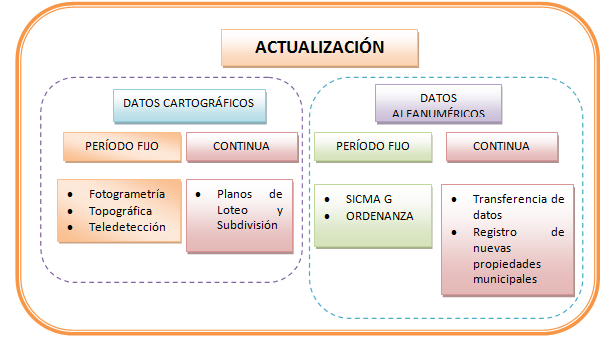 ACTUALIZACIÓN
DATOS CARTOGRÁFICOS
PERÍODO FIJO
CONTINUA
• Fotogrametría
• Topográfica
• Teledetección
• Planos de
Loteo y
Subdivisión
DATOS
ALFANUMÉRICOS
PERÍODO FIJO
CONTINUA
• SICMA G
• ORDENANZA
• Transferencia de
datos
• Registro de
nuevas
propiedades
municipales